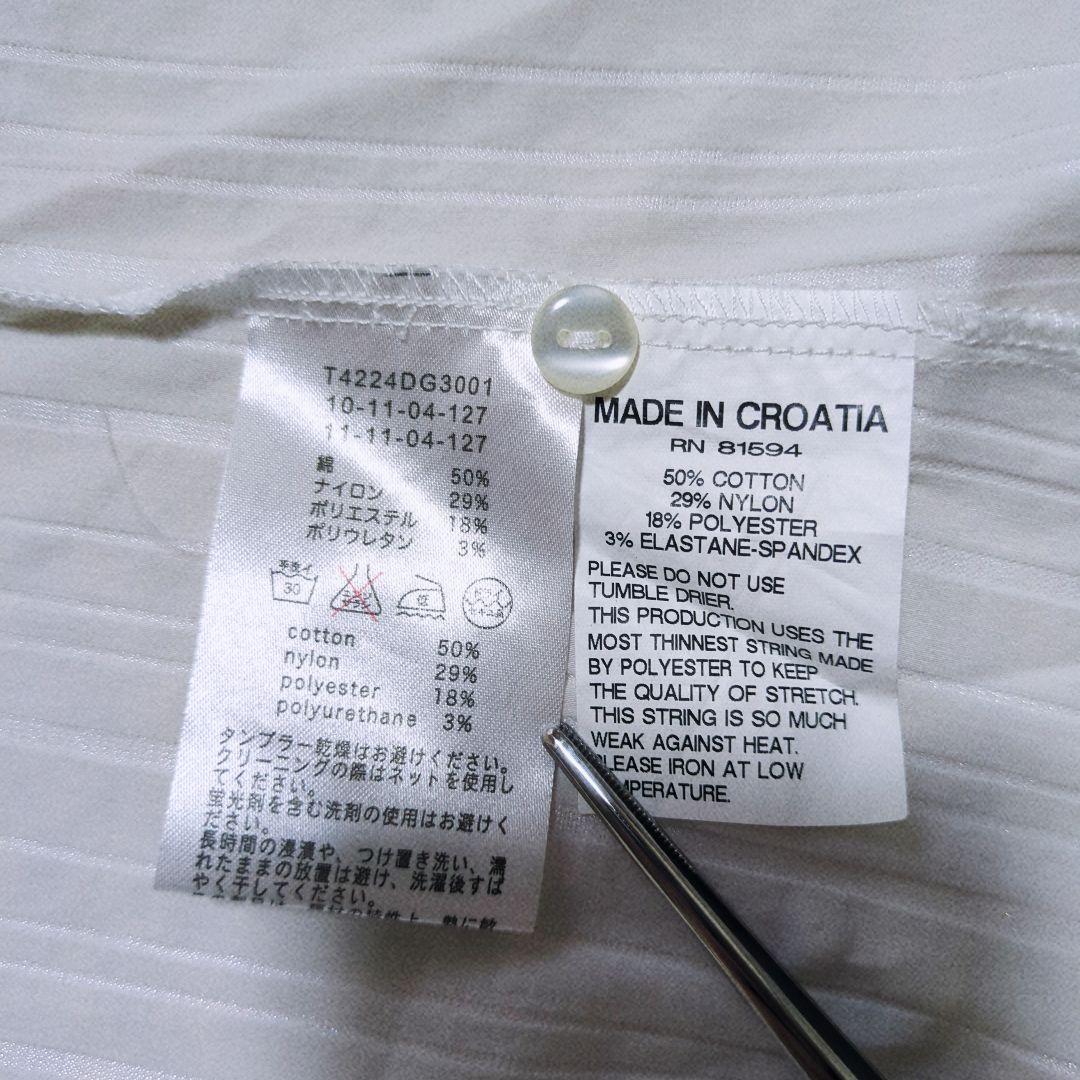 T4224DG3001
10-11-04-127
11-11-04-127
綿 50%
ナイロン 29%
ポリエステル 18%
ポリウレタン 3%
手洗イ
30
低
cotton 50%
nylon 29%
polyester 18%
polyurethane 3%
タンブラー乾燥はお避けください。
クリーニングの際はネットを使用し
てください。
蛍光剤を含む洗剤の使用はお避けく
ださい。
長時間の浸漬や、つけ置き洗い、濡
れたままの放置は避け、洗濯後すば
やく干してください。
MADE IN CROATIA
RN 81594
50% COTTON
29% NYLON
18% POLYESTER
3% ELASTANE-SPANDEX
PLEASE DO NOT USE
TUMBLE DRIER.
THIS PRODUCTION USES THE
MOST THINNEST STRING MADE
BY POLYESTER TO KEEP
THE QUALITY OF STRETCH.
THIS STRING IS SO MUCH
WEAK AGAINST HEAT.
PLEASE IRON AT LOW
TEMPERATURE.